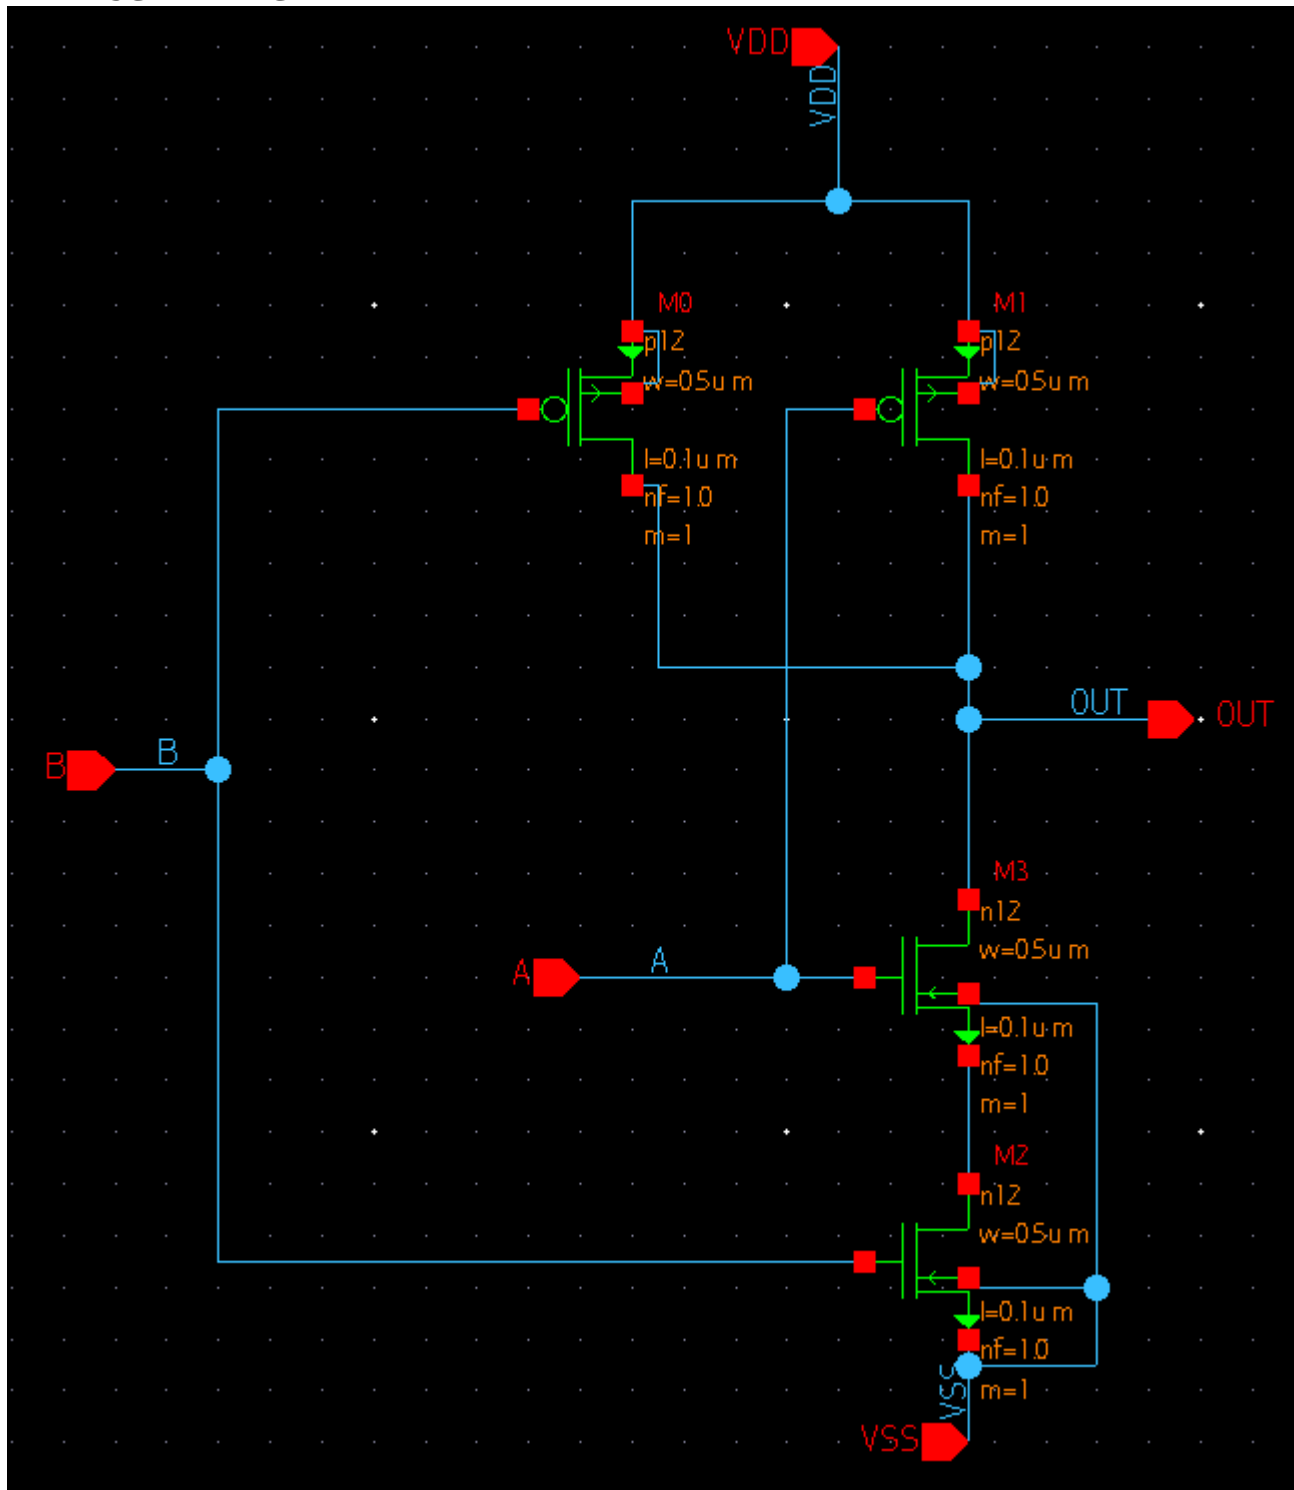 VDD
VDD
M0
p12
w=05u m
l=0.1u m
nf=1.0
m=1
M1
p12
w=05u m
l=0.1u m
nf=1.0
m=1
OUT
OUT
B
B
M3
n12
w=05u m
l=0.1u m
nf=1.0
m=1
A
A
M2
n12
w=05u m
l=0.1u m
nf=1.0
m=1
VSS
VSS